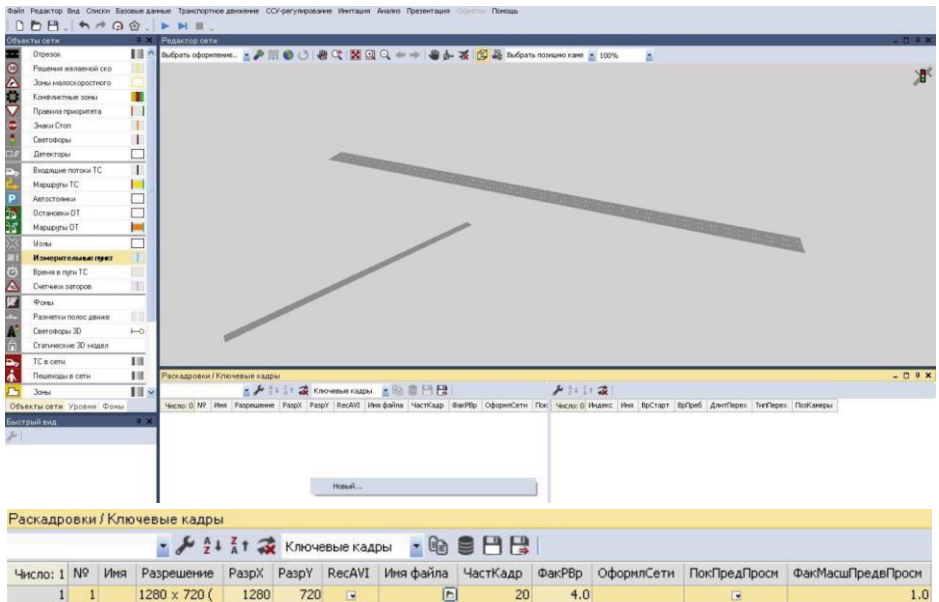 Файл Редактор Вид Списки Базовые данные Транспортное движение ССУ-регулирование Имитация Анализ Презентация Скрипты Помощь
Объекты сети
Редактор сети
Выбрать оформление... Выбрать позицию каме 100%
Отрезок
Решения желаемой ско
Зоны малоскоростного
Конфликтные зоны
Правила приоритета
Знаки Стоп
Светофоры
Детекторы
Входящие потоки ТС
Маршруты ТС
Автостоянки
Остановки ОТ
Маршруты ОТ
Узлы
Измерительные пункт
Время в пути ТС
Счетчики заторов
Фоны
Разметки полос движе
Светофоры 3D
Статические 3D модел
ТС в сети
Пешеходы в сети
Зоны
Объекты сети Уровни Фоны
Быстрый вид
Раскадровки / Ключевые кадры
Ключевые кадры
Число: 0 № Имя Разрешение РазрX РазрY RecAVI Имя файла ЧастКадр ФакРВр ОформлСети Пок
Число: 0 Индекс Имя ВрСтарт ВрПреб ДлитПерех ТипПерех ПозКамеры
Новый...
Раскадровки / Ключевые кадры
Ключевые кадры
Число: 1 № Имя Разрешение РазрX РазрY RecAVI Имя файла ЧастКадр ФакРВр ОформлСети ПокПредПросм ФакМасшПредвПросм
1 1 1280 x 720 ( 1280 720 20 4.0 1.0